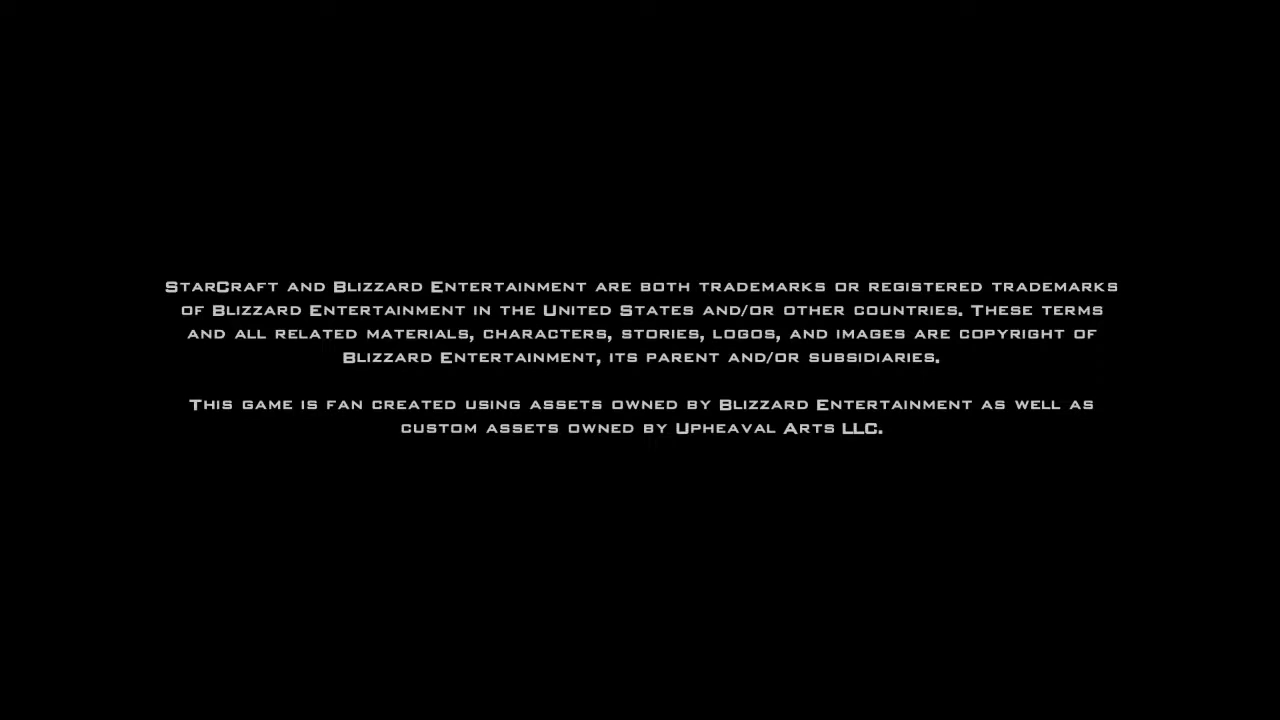 StarCraft and Blizzard Entertainment are both trademarks or registered trademarks
of Blizzard Entertainment in the United States and/or other countries. These terms
and all related materials, characters, stories, logos, and images are copyright of
Blizzard Entertainment, its parent and/or subsidiaries.
This game is fan created using assets owned by Blizzard Entertainment as well as
custom assets owned by Upheaval Arts LLC.